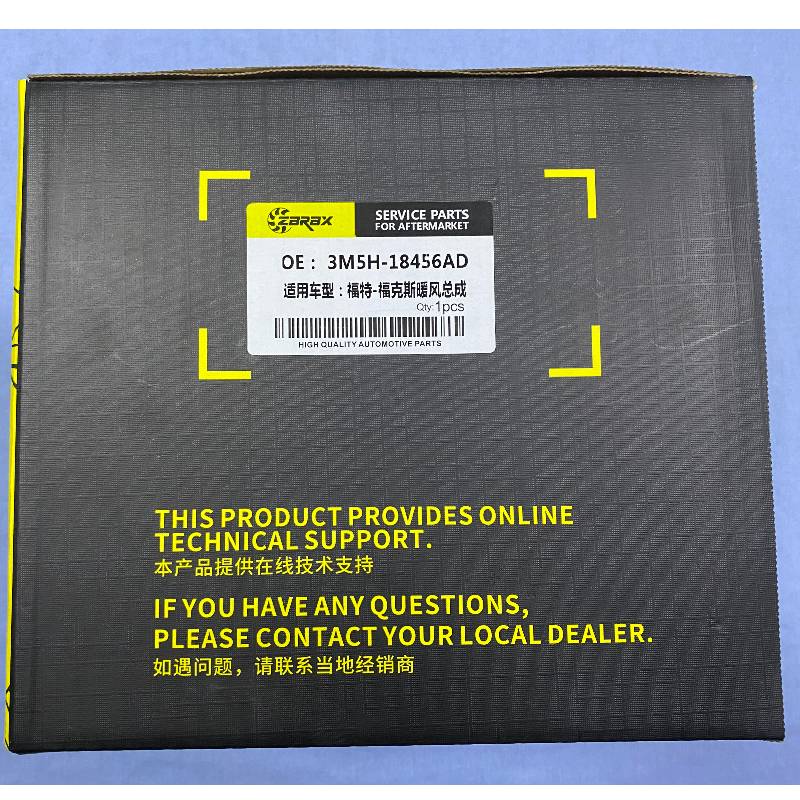 ZARAX
SERVICE PARTS
FOR AFTERMARKET
OE： 3M5H-18456AD
适用车型：福特-福克斯暖风总成
Qty:1pcs
HIGH QUALITY AUTOMOTIVE PARTS
THIS PRODUCT PROVIDES ONLINE
TECHNICAL SUPPORT.
本产品提供在线技术支持
IF YOU HAVE ANY QUESTIONS,
PLEASE CONTACT YOUR LOCAL DEALER.
如遇问题，请联系当地经销商